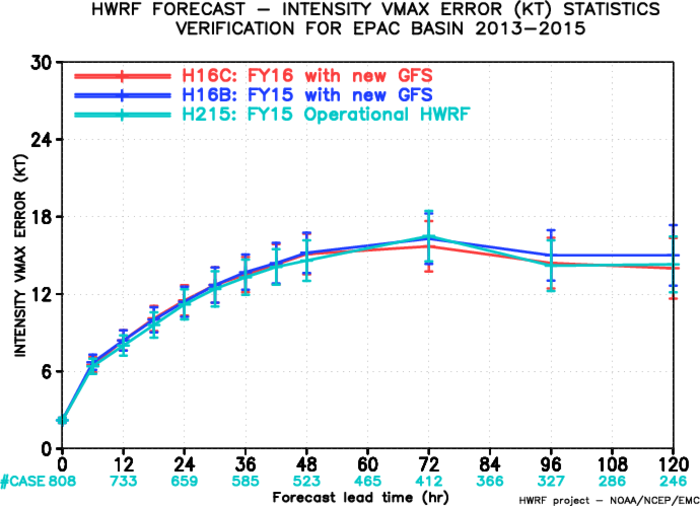 HWRF FORECAST − INTENSITY VMAX ERROR (KT) STATISTICS
VERIFICATION FOR EPAC BASIN 2013−2015
H16C: FY16 with new GFS
H16B: FY15 with new GFS
H215: FY15 Operational HWRF
INTENSITY VMAX ERROR (KT)
30
24
18
12
6
0
0 12 24 36 48 60 72 84 96 108 120
#CASE 808 733 659 585 523 465 412 366 327 286 246
Forecast lead time (hr)
HWRF project − NOAA/NCEP/EMC